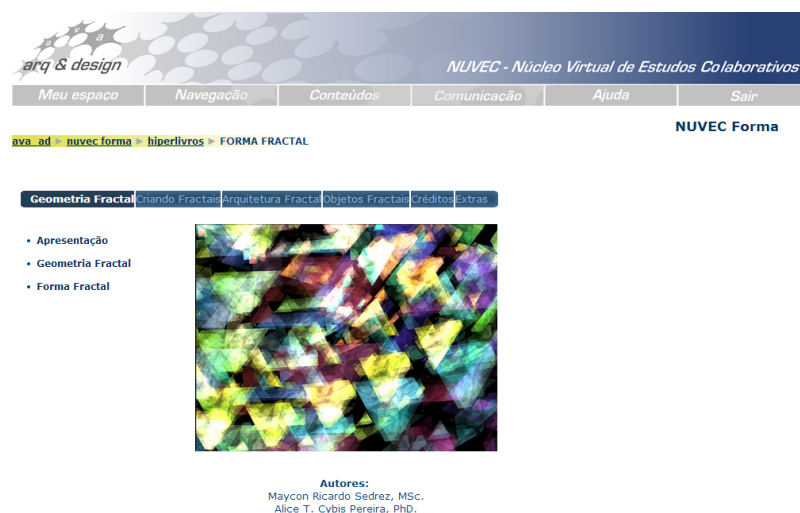 ava
arq & design
NUVEC - Núcleo Virtual de Estudos Colaborativos
Meu espaço Navegação Conteúdos Comunicação Ajuda Sair
NUVEC Forma
ava_ad nuvec forma hiperlivros FORMA FRACTAL
Geometria Fractal Criando Fractais Arquitetura Fractal Objetos Fractais Créditos Extras
• Apresentação
• Geometria Fractal
• Forma Fractal
Autores:
Maycon Ricardo Sedrez, MSc.
Alice T. Cybis Pereira, PhD.